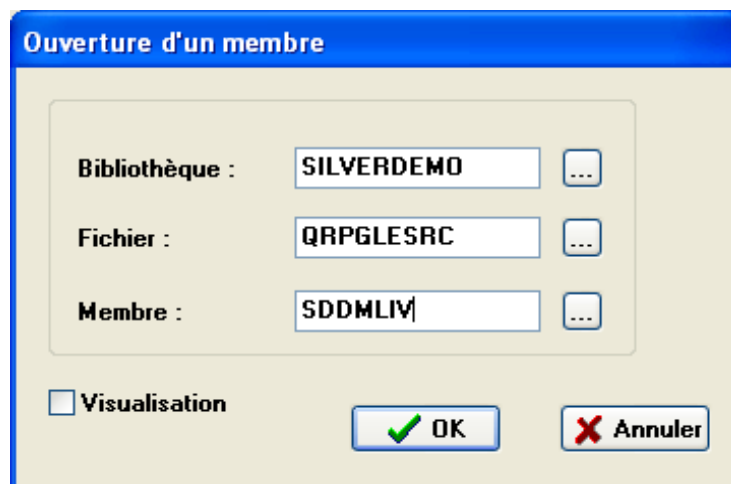 Ouverture d'un membre
Bibliothèque : SILVERDEMO ...
Fichier : QRPGLESRC ...
Membre : SDDMLIV ...
Visualisation
OK Annuler